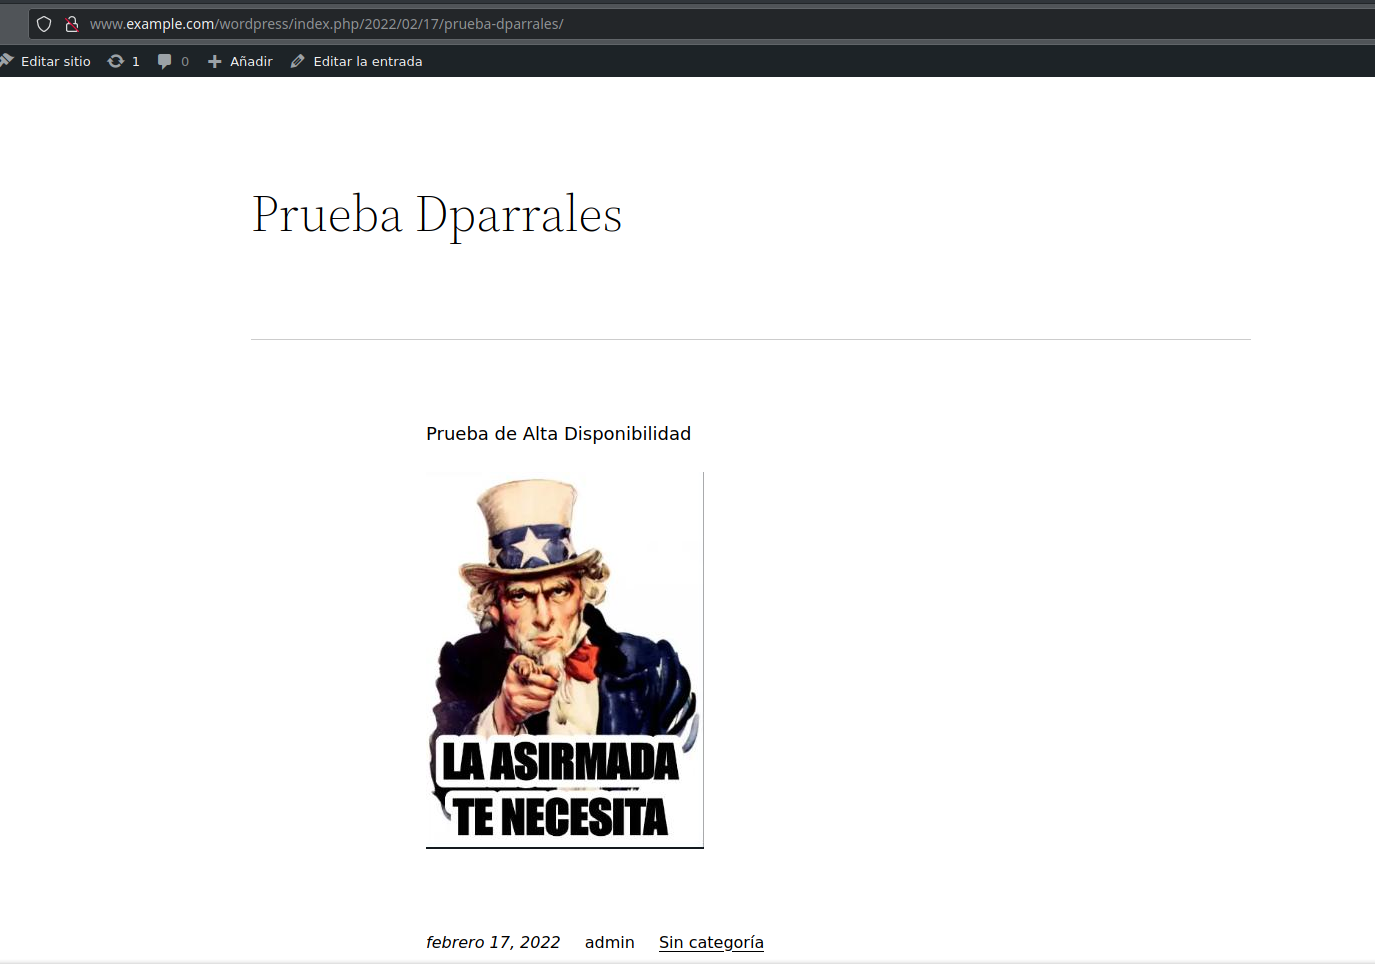 www.example.com/wordpress/index.php/2022/02/17/prueba-dparrales/
Editar sitio 1 0 Añadir Editar la entrada
Prueba Dparrales
Prueba de Alta Disponibilidad
LA ASIRMADA
TE NECESITA
febrero 17, 2022 admin Sin categoría